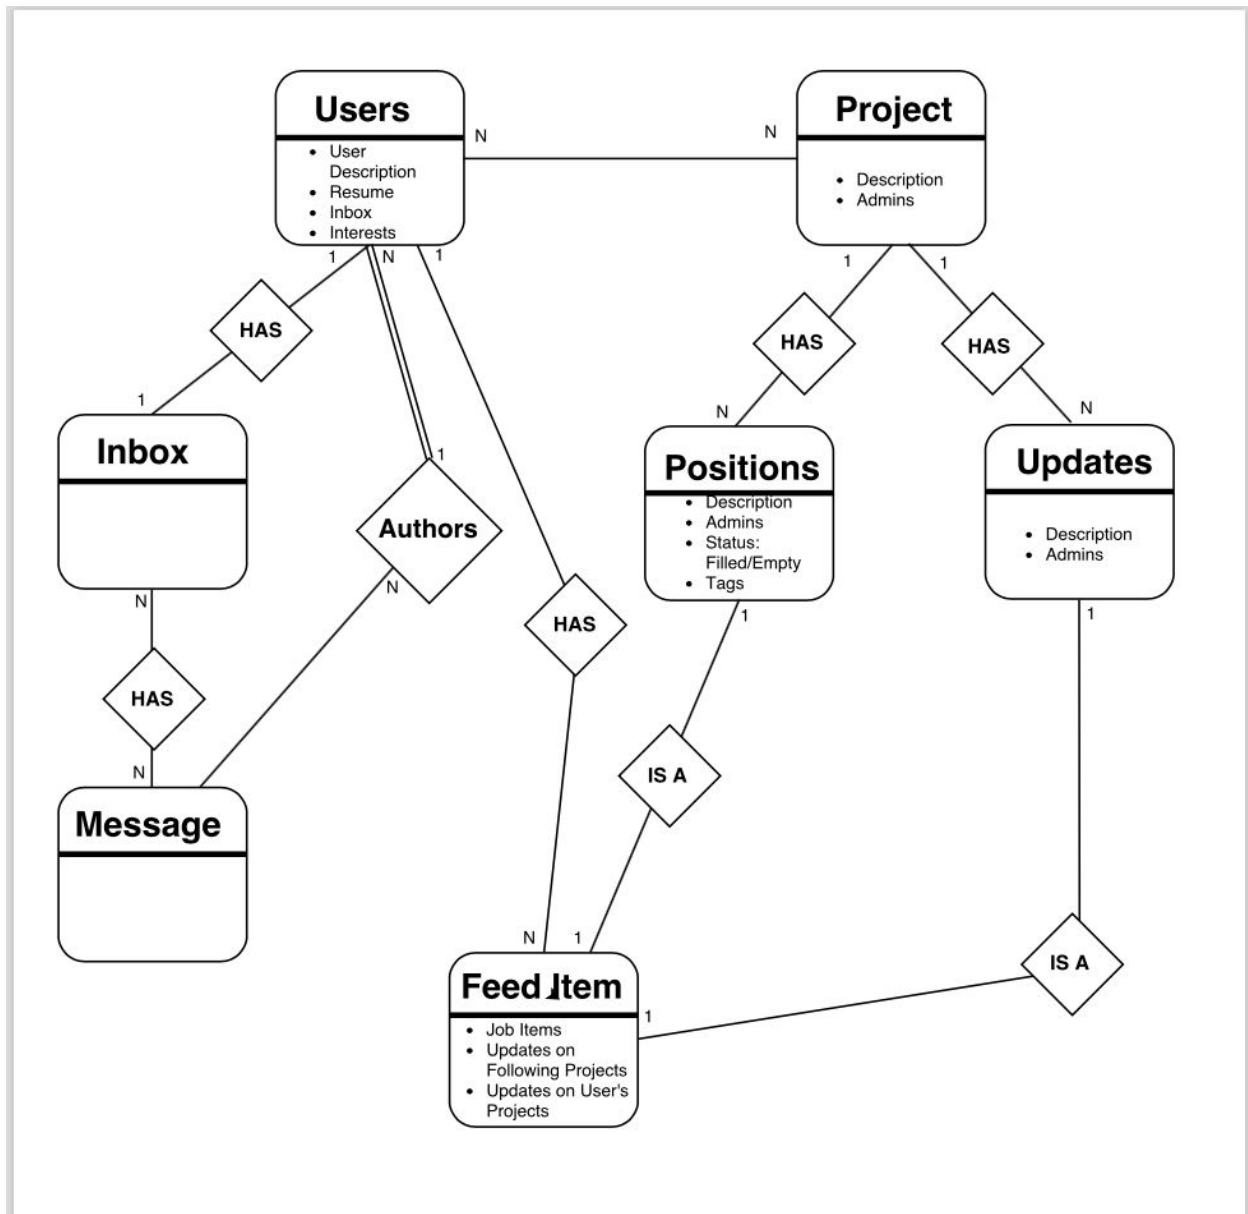 Users
Project
N
N
• User
Description
• Resume
• Inbox
• Interests
• Description
• Admins
1
N
1
1
1
HAS
HAS
HAS
1
N
N
Inbox
1
Positions
Updates
• Description
• Admins
• Status:
Filled/Empty
• Tags
• Description
• Admins
Authors
N
N
1
1
HAS
HAS
N
IS A
Message
N
1
IS A
Feed Item
1
• Job Items
• Updates on
Following Projects
• Updates on User's
Projects